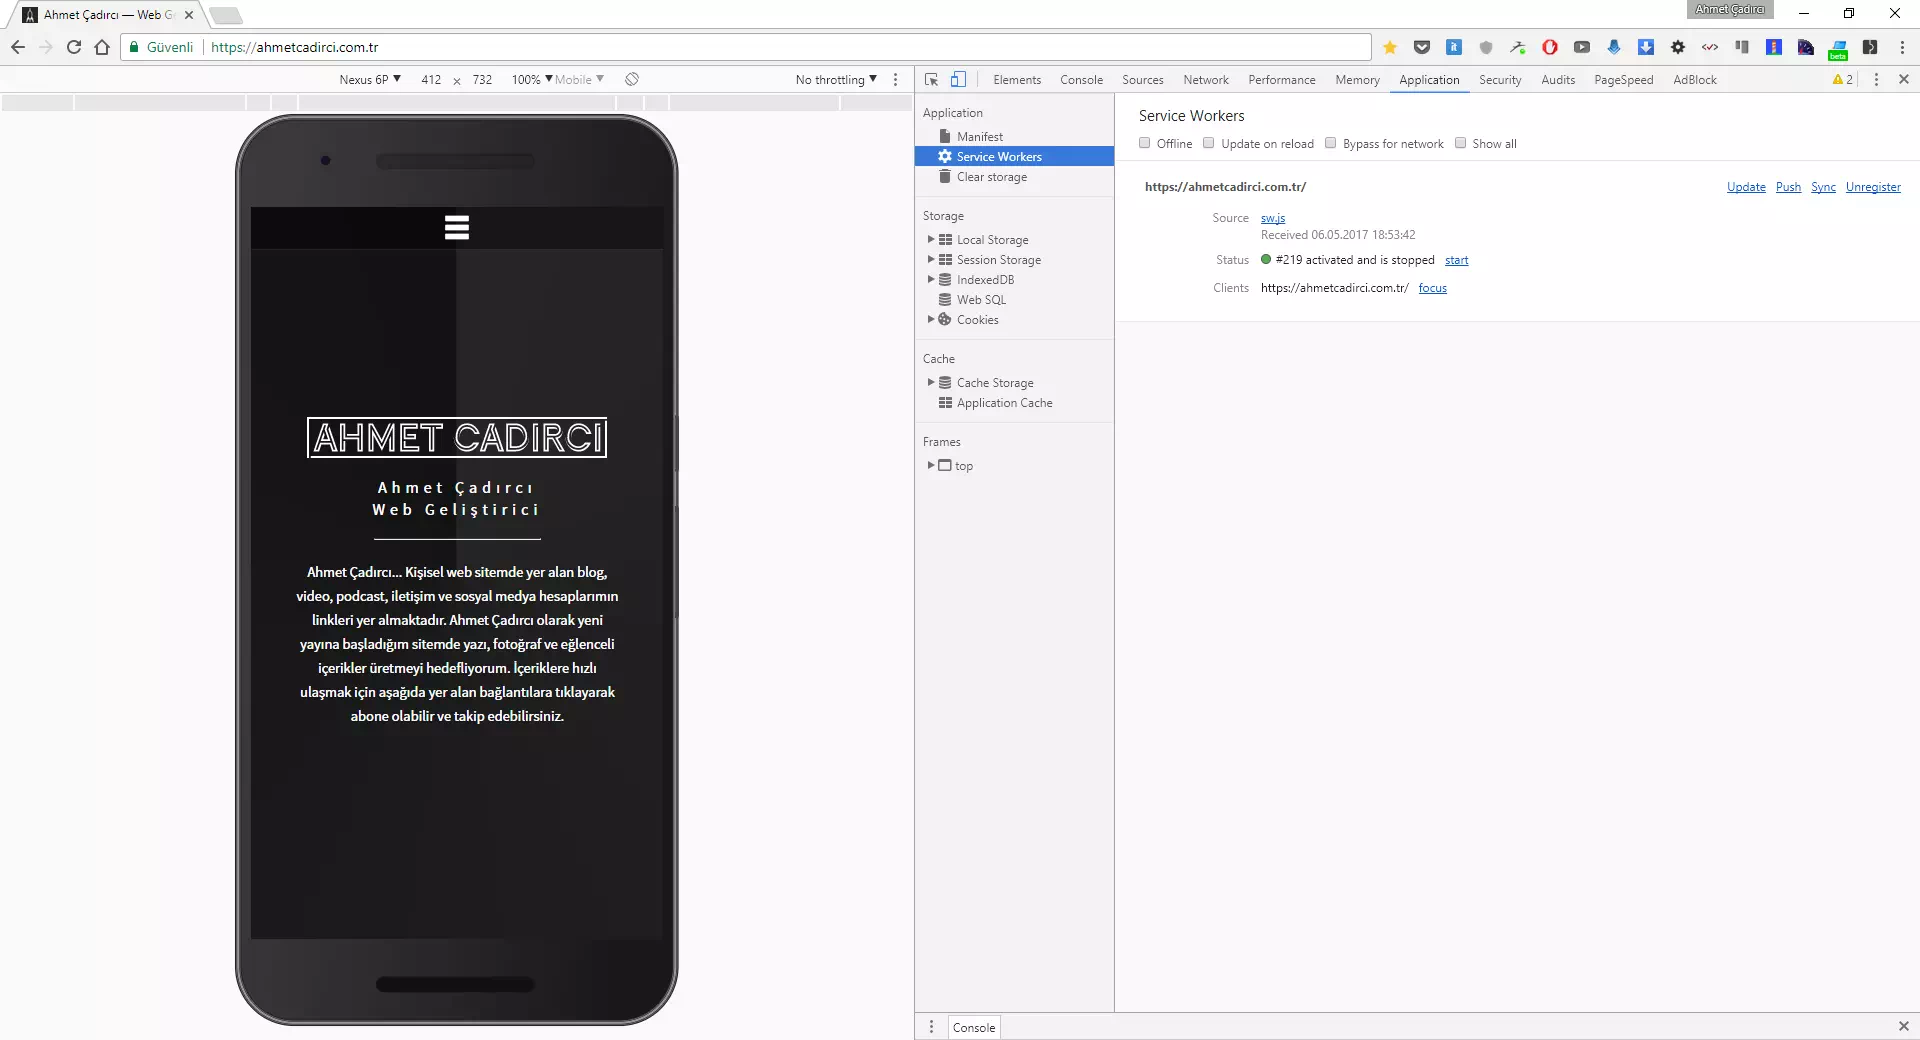 Ahmet Çadırcı — Web Ge
Ahmet Çadırcı
Güvenli
https://ahmetcadirci.com.tr
beta
Nexus 6P ▼ 412 × 732 100% ▼ Mobile ▼
No throttling ▼
Elements Console Sources Network Performance Memory Application Security Audits PageSpeed AdBlock
2
AHMET CADIRCI
Ahmet Çadırcı
Web Geliştirici
Ahmet Çadırcı... Kişisel web sitemde yer alan blog,
video, podcast, iletişim ve sosyal medya hesaplarımın
linkleri yer almaktadır. Ahmet Çadırcı olarak yeni
yayına başladığım sitemde yazı, fotoğraf ve eğlenceli
içerikler üretmeyi hedefliyorum. İçeriklere hızlı
ulaşmak için aşağıda yer alan bağlantılara tıklayarak
abone olabilir ve takip edebilirsiniz.
Application
Manifest
Service Workers
Clear storage
Storage
Local Storage
Session Storage
IndexedDB
Web SQL
Cookies
Cache
Cache Storage
Application Cache
Frames
top
Service Workers
Offline Update on reload Bypass for network Show all
https://ahmetcadirci.com.tr/
Update Push Sync Unregister
Source sw.js
Received 06.05.2017 18:53:42
Status #219 activated and is stopped start
Clients https://ahmetcadirci.com.tr/ focus
Console